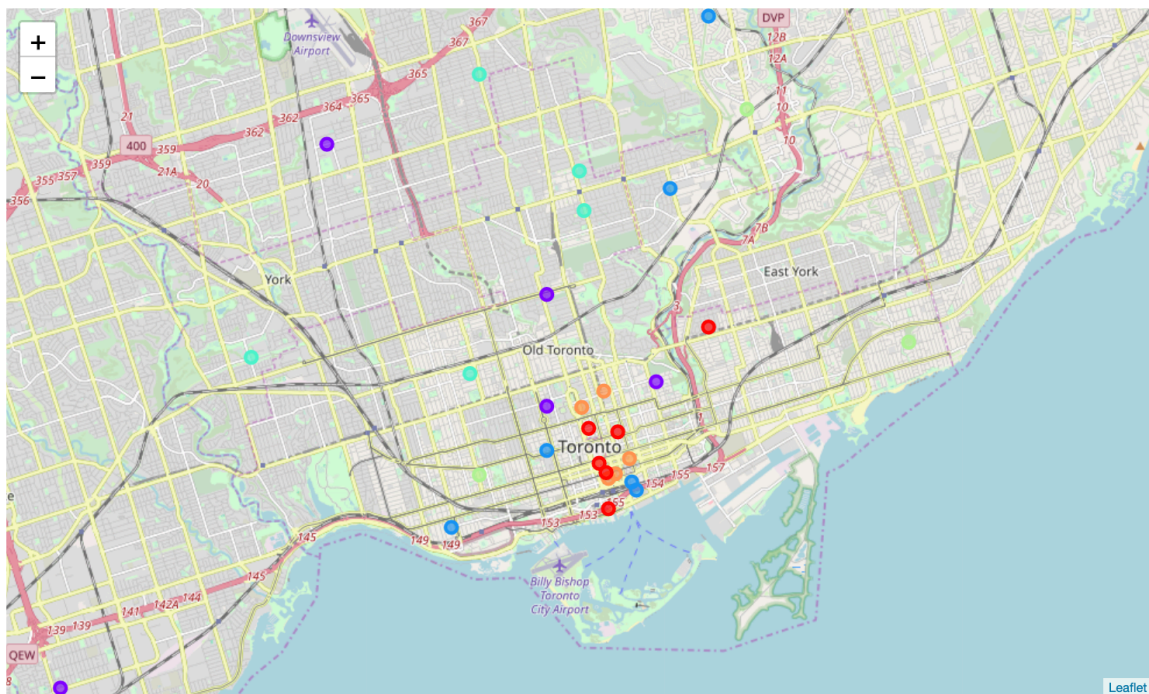 +
−
Downsview
Airport
367
367
365
365
364
362
362
DVP
12B
12A
11
10
10
21
400
359
359
21A
20
355
357
356
York
7B
7A
East York
3
Old Toronto
1
Toronto
e
157
155
154
155
153
153
149
149
145
145
144
142A
141
139
139
QEW
8
Billy Bishop
Toronto
City Airport
Leaflet